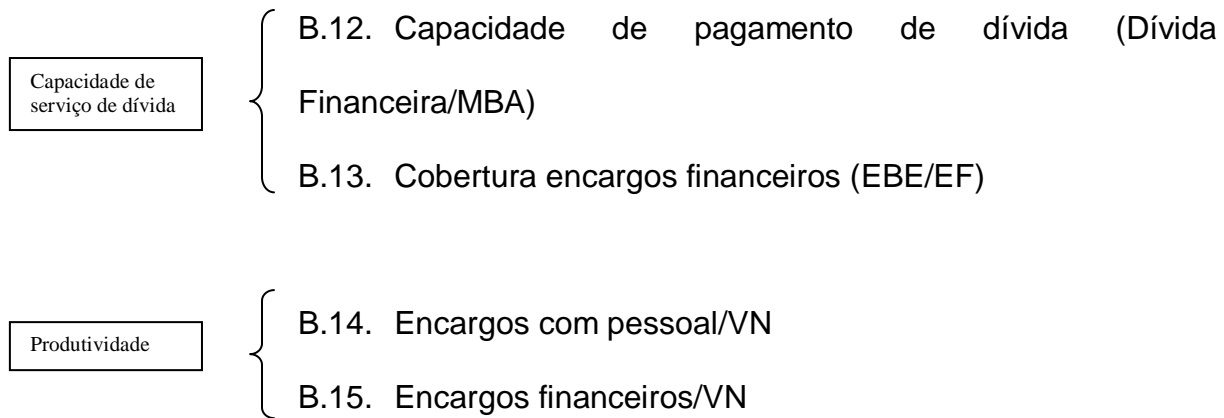 B.12. Capacidade de pagamento de dívida (Dívida
Financeira/MBA)
Capacidade de
serviço de dívida
B.13. Cobertura encargos financeiros (EBE/EF)
B.14. Encargos com pessoal/VN
Produtividade
B.15. Encargos financeiros/VN